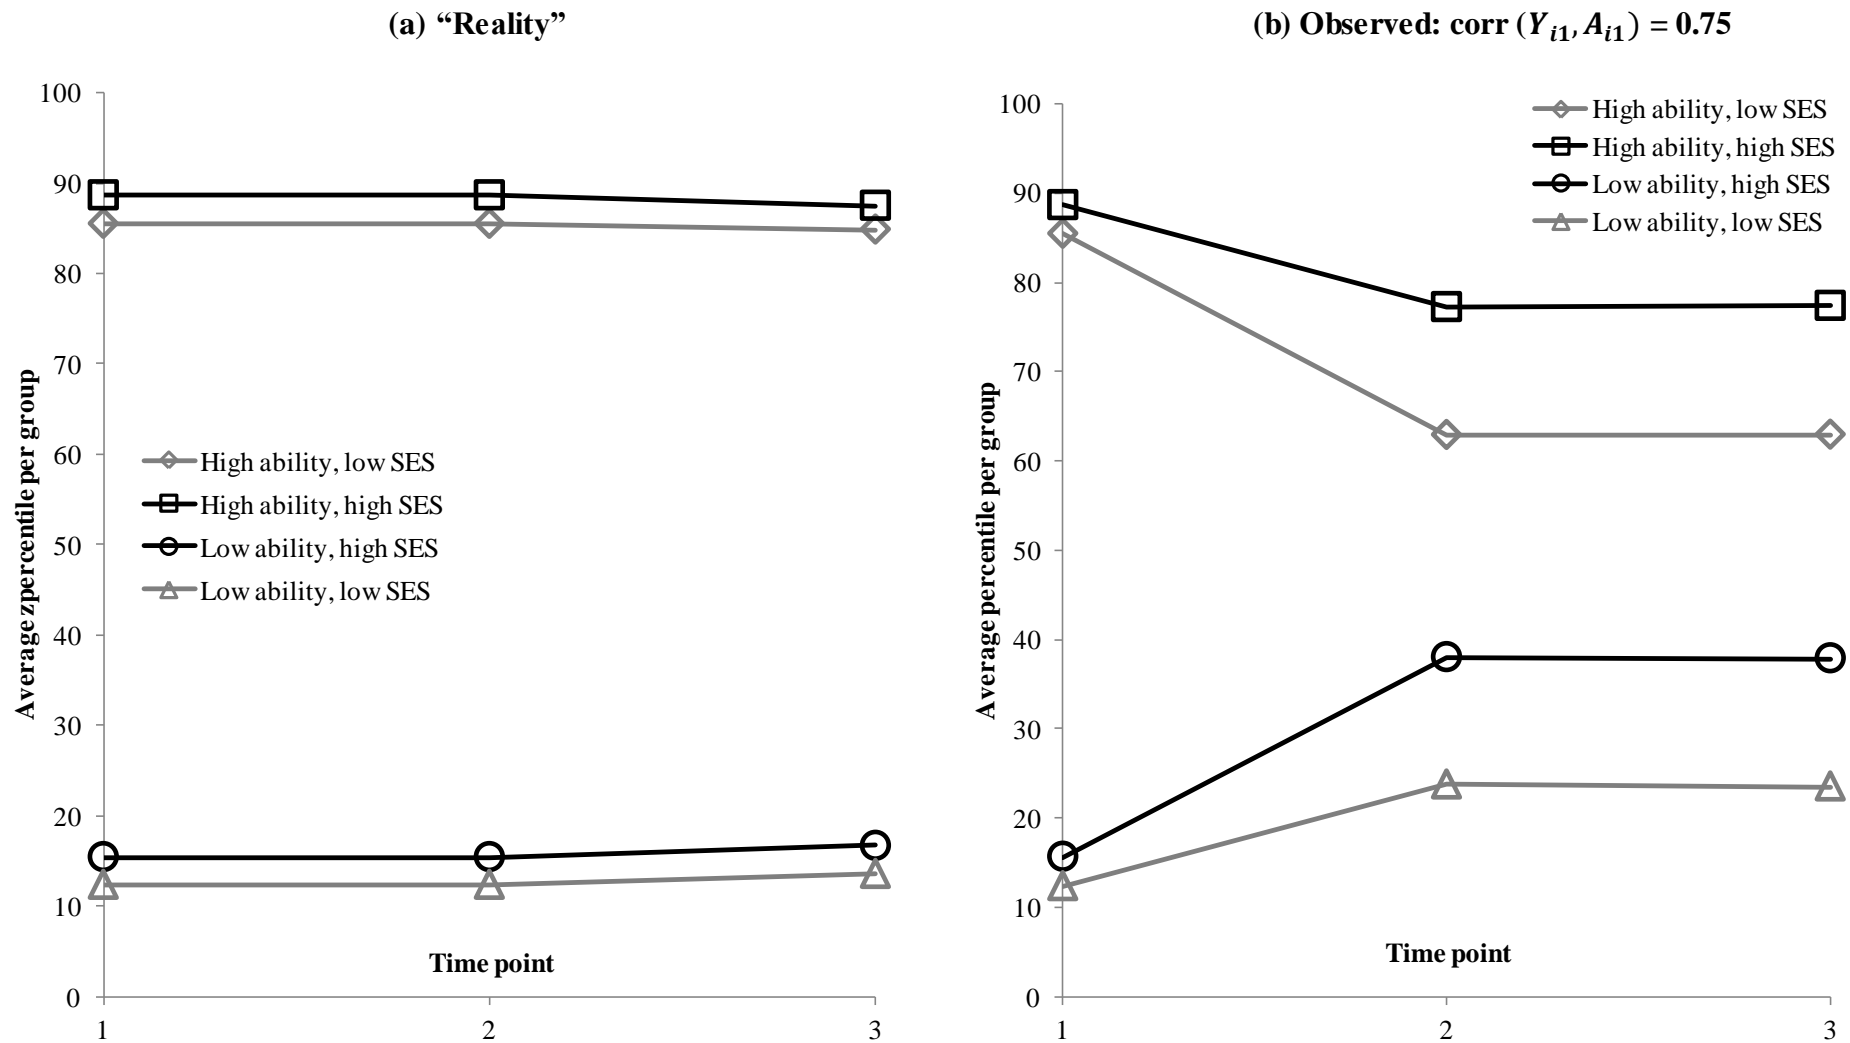 (a) “Reality”
100
90
80
70
60
50
40
30
20
10
0
Average zpercentile per group
High ability, low SES
High ability, high SES
Low ability, high SES
Low ability, low SES
Time point
1 2 3
(b) Observed: corr (Y_{i1}, A_{i1}) = 0.75
100
90
80
70
60
50
40
30
20
10
0
Average percentile per group
High ability, low SES
High ability, high SES
Low ability, high SES
Low ability, low SES
Time point
1 2 3